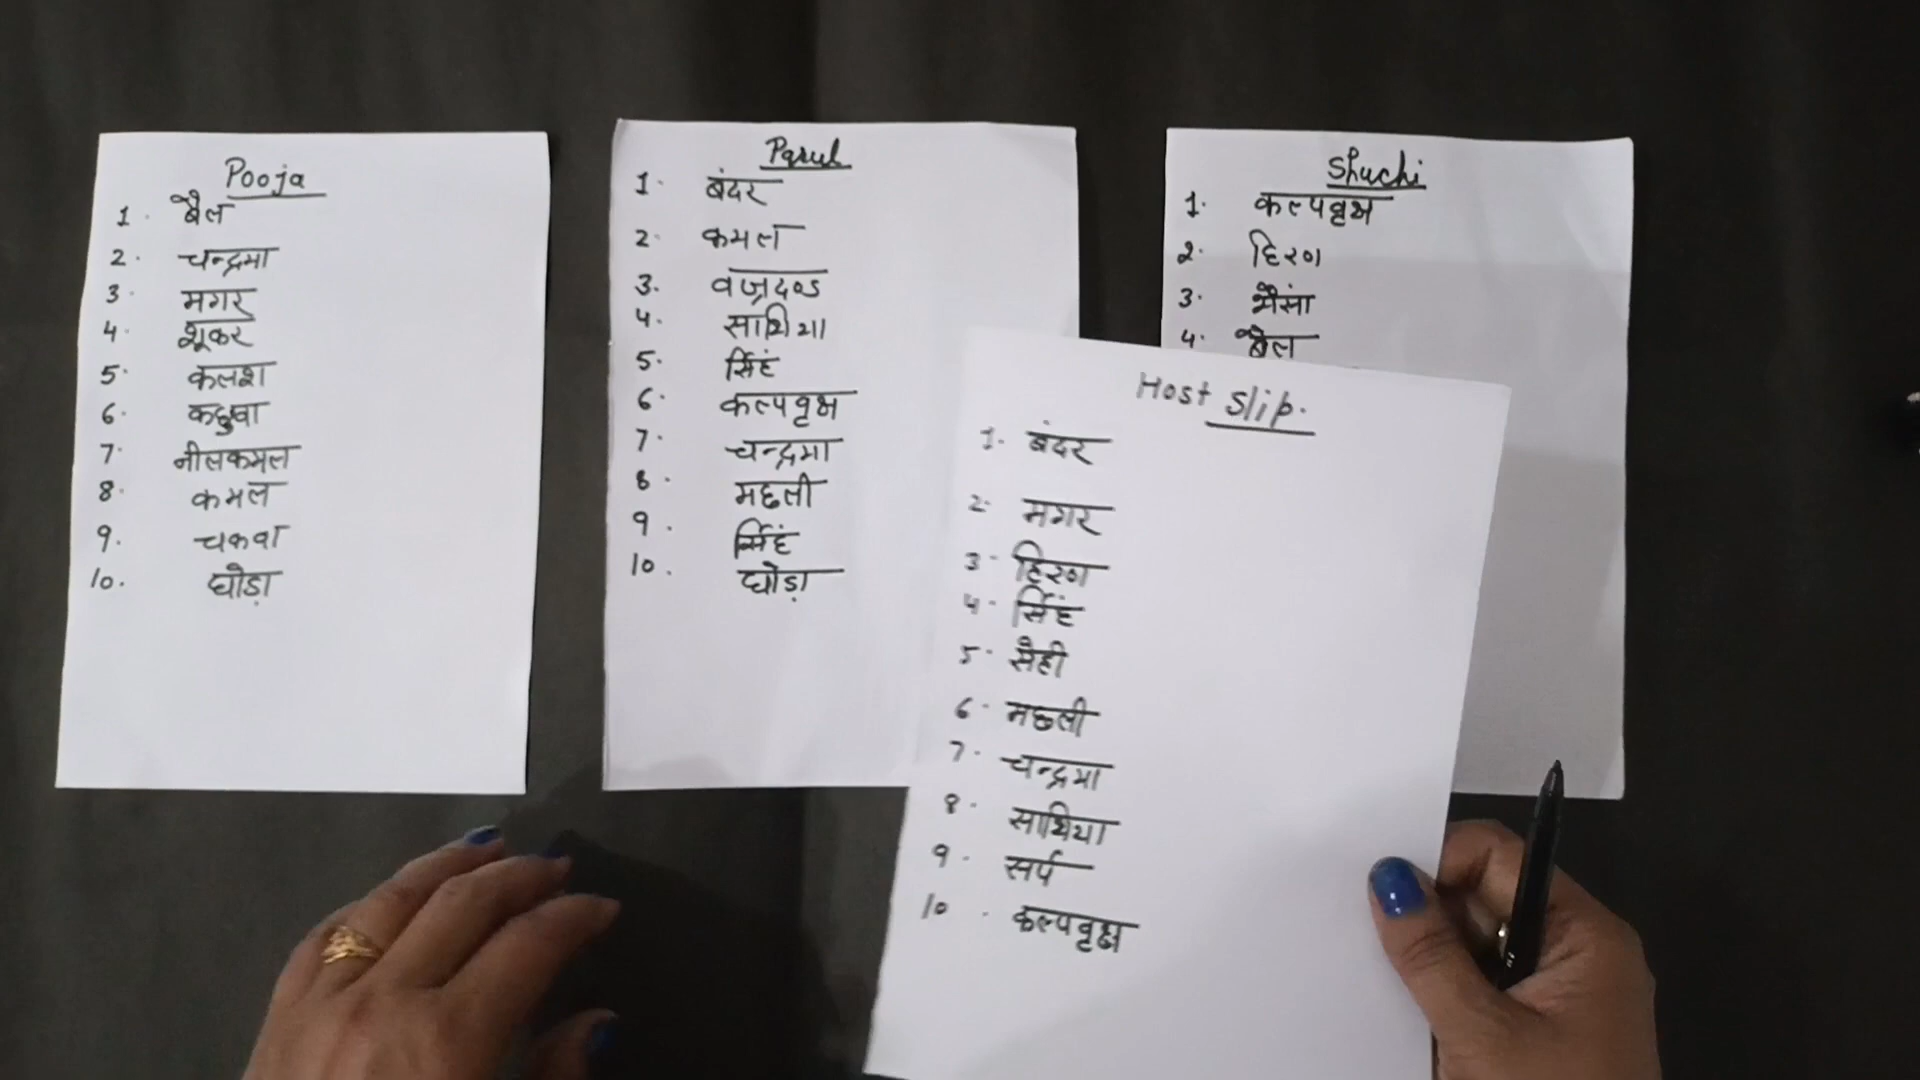 Pooja
1. बैल
2. चन्द्रमा
3. मगर
4. शूकर
5. कलश
6. कछुवा
7. नीलकमल
8. कमल
9. चकवा
10. घोड़ा
Parul
1. बंदर
2. कमल
3. वज्रदण्ड
4. साथिया
5. सिंह
6. कल्पवृक्ष
7. चन्द्रमा
8. मछली
9. सिंह
10. घोड़ा
Shuchi
1. कल्पवृक्ष
2. हिरण
3. भैंसा
4. बैल
Host Slip.
1. बंदर
2. मगर
3. हिरण
4. सिंह
5. सेही
6. मछली
7. चन्द्रमा
8. साथिया
9. सर्प
10. कल्पवृक्ष